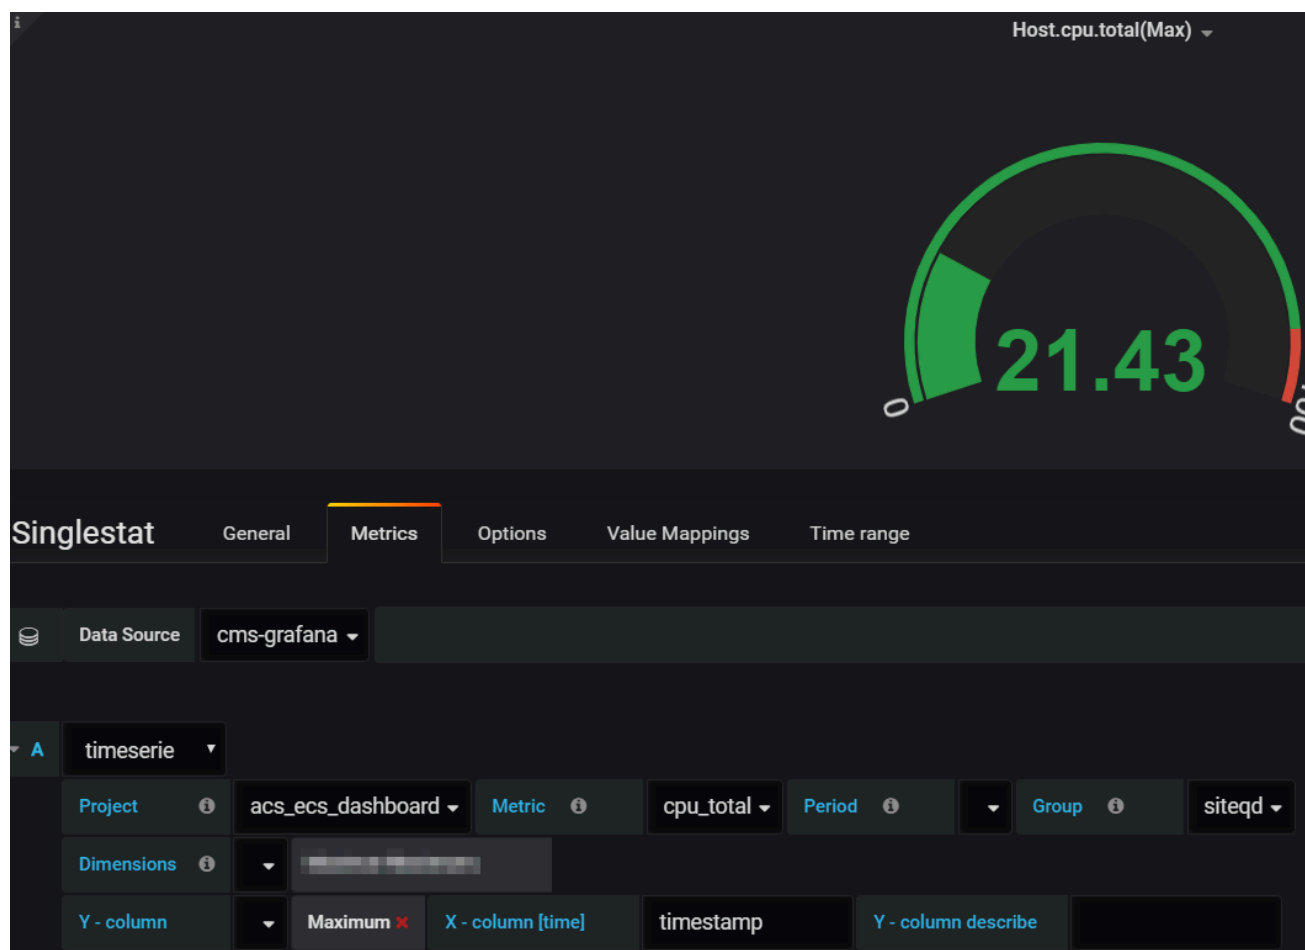 Host.cpu.total(Max)
21.43
0
Singlestat General Metrics Options Value Mappings Time range
Data Source cms-grafana
A timeserie
Project acs_ecs_dashboard Metric cpu_total Period Group siteqd
Dimensions
Y - column Maximum X - column [time] timestamp Y - column describe